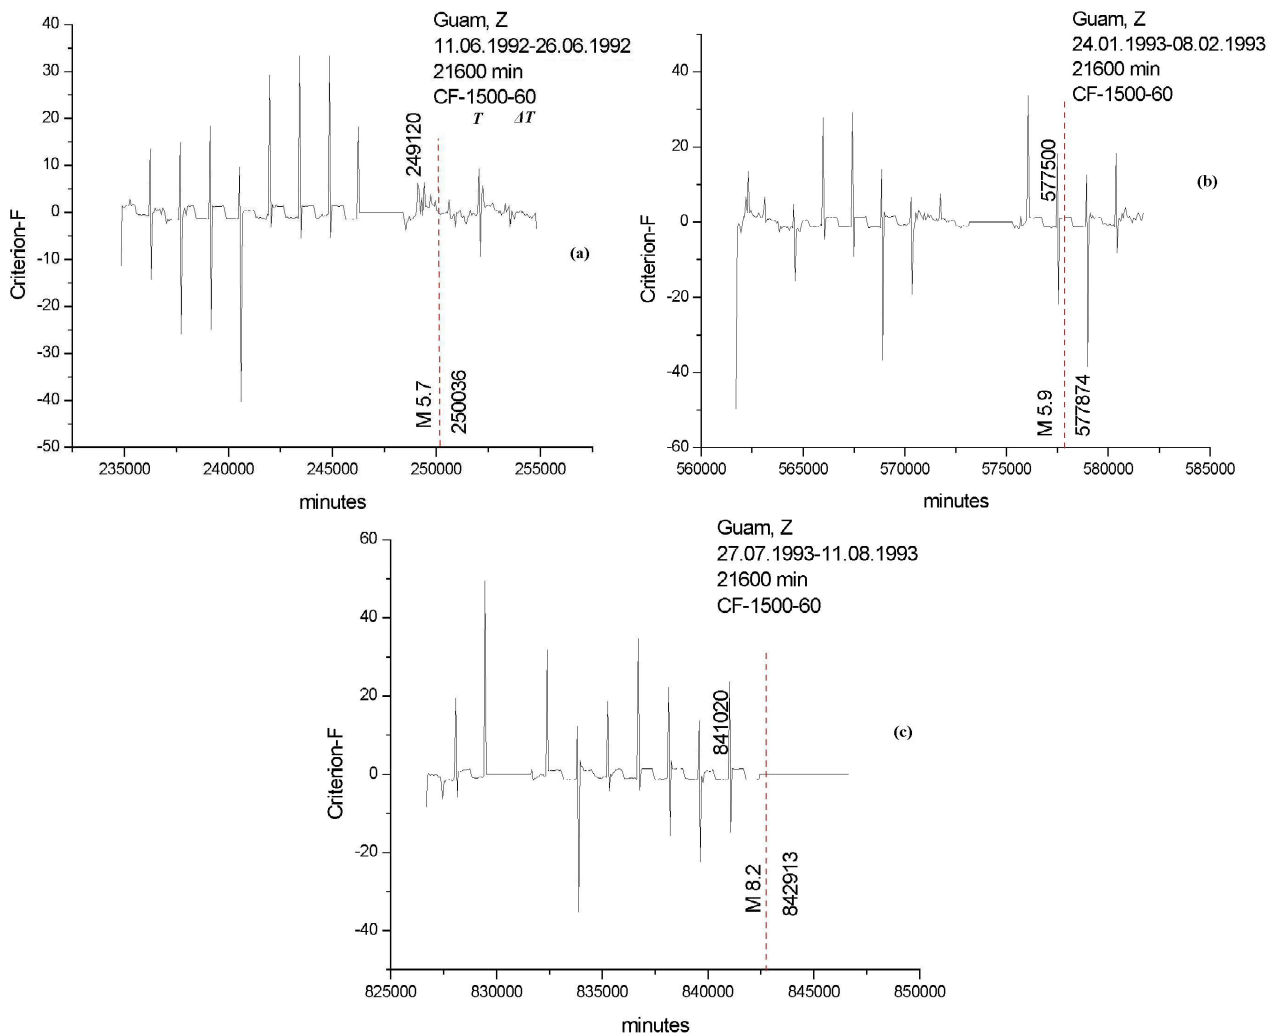 Guam, Z
11.06.1992-26.06.1992
21600 min
CF-1500-60
T ΔT
40
30
20
10
0
-10
-20
-30
-40
-50
Criterion-F
249120
M 5.7
250036
(a)
235000 240000 245000 250000 255000
minutes
Guam, Z
24.01.1993-08.02.1993
21600 min
CF-1500-60
40
20
0
-20
-40
-60
Criterion-F
577500
M 5.9
577874
(b)
560000 565000 570000 575000 580000 585000
minutes
Guam, Z
27.07.1993-11.08.1993
21600 min
CF-1500-60
60
40
20
0
-20
-40
Criterion-F
841020
M 8.2
842913
(c)
825000 830000 835000 840000 845000 850000
minutes